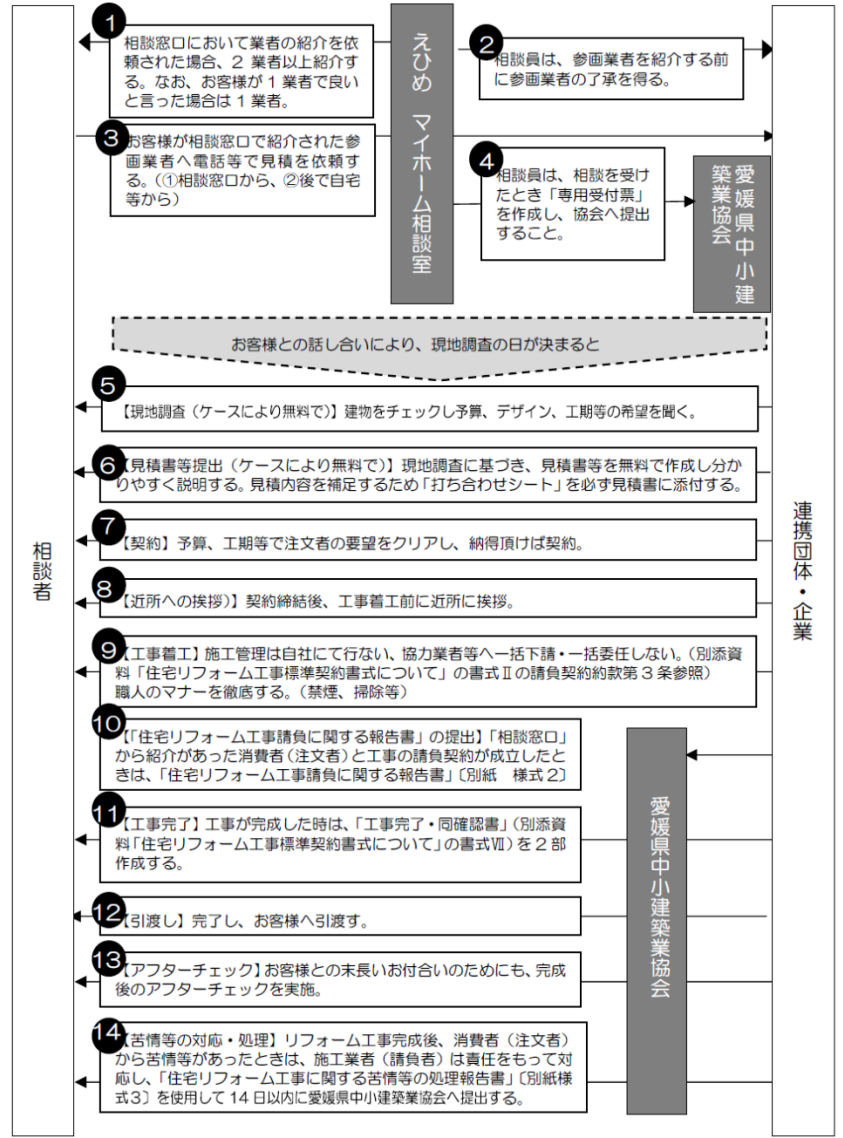 相談者
1
相談窓口において業者の紹介を依
頼された場合、2 業者以上紹介す
る。なお、お客様が 1 業者で良い
と言った場合は 1 業者。
えひめ　マイホーム相談室
2
相談員は、参画業者を紹介する前
に参画業者の了承を得る。
3
お客様が相談窓口で紹介された参
画業者へ電話等で見積を依頼す
る。（①相談窓口から、②後で自宅
等から）
4
相談員は、相談を受け
たとき「専用受付票」
を作成し、協会へ提出
すること。
愛媛県中小建
築業協会
連携団体・企業
お客様との話し合いにより、現地調査の日が決まると
5
【現地調査（ケースにより無料で）】建物をチェックし予算、デザイン、工期等の希望を聞く。
6
【見積書等提出（ケースにより無料で）】現地調査に基づき、見積書等を無料で作成し分か
りやすく説明する。見積内容を補足するため「打ち合わせシート」を必ず見積書に添付する。
7
【契約】予算、工期等で注文者の要望をクリアし、納得頂けば契約。
8
【近所への挨拶）】契約締結後、工事着工前に近所に挨拶。
9
【工事着工】施工管理は自社にて行ない、協力業者等へ一括下請・一括委任しない。（別添資
料「住宅リフォーム工事標準契約書式について」の書式Ⅱの請負契約約款第 3 条参照）
職人のマナーを徹底する。（禁煙、掃除等）
10
【「住宅リフォーム工事請負に関する報告書」の提出】「相談窓口」
から紹介があった消費者（注文者）と工事の請負契約が成立したと
きは、「住宅リフォーム工事請負に関する報告書」〔別紙　様式 2〕
愛媛県中小建築業協会
11
【工事完了】工事が完成した時は、「工事完了・同確認書」（別添資
料「住宅リフォーム工事標準契約書式について」の書式Ⅶ）を 2 部
作成する。
12
【引渡し】完了し、お客様へ引渡す。
13
【アフターチェック】お客様との末長いお付合いのためにも、完成
後のアフターチェックを実施。
14
【苦情等の対応・処理】リフォーム工事完成後、消費者（注文者）
から苦情等があったときは、施工業者（請負者）は責任をもって対
応し、「住宅リフォーム工事に関する苦情等の処理報告書」〔別紙様
式3〕を使用して 14 日以内に愛媛県中小建築業協会へ提出する。